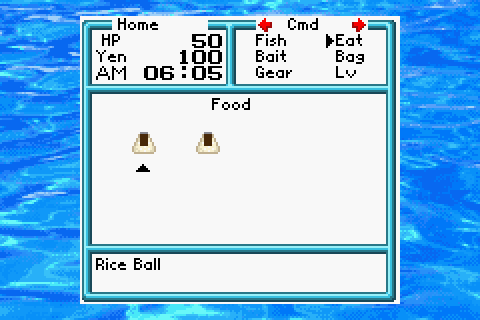 Home
HP 50
Yen 100
AM 06:05
Cmd
Fish Eat
Bait Bag
Gear Lv
Food
Rice Ball